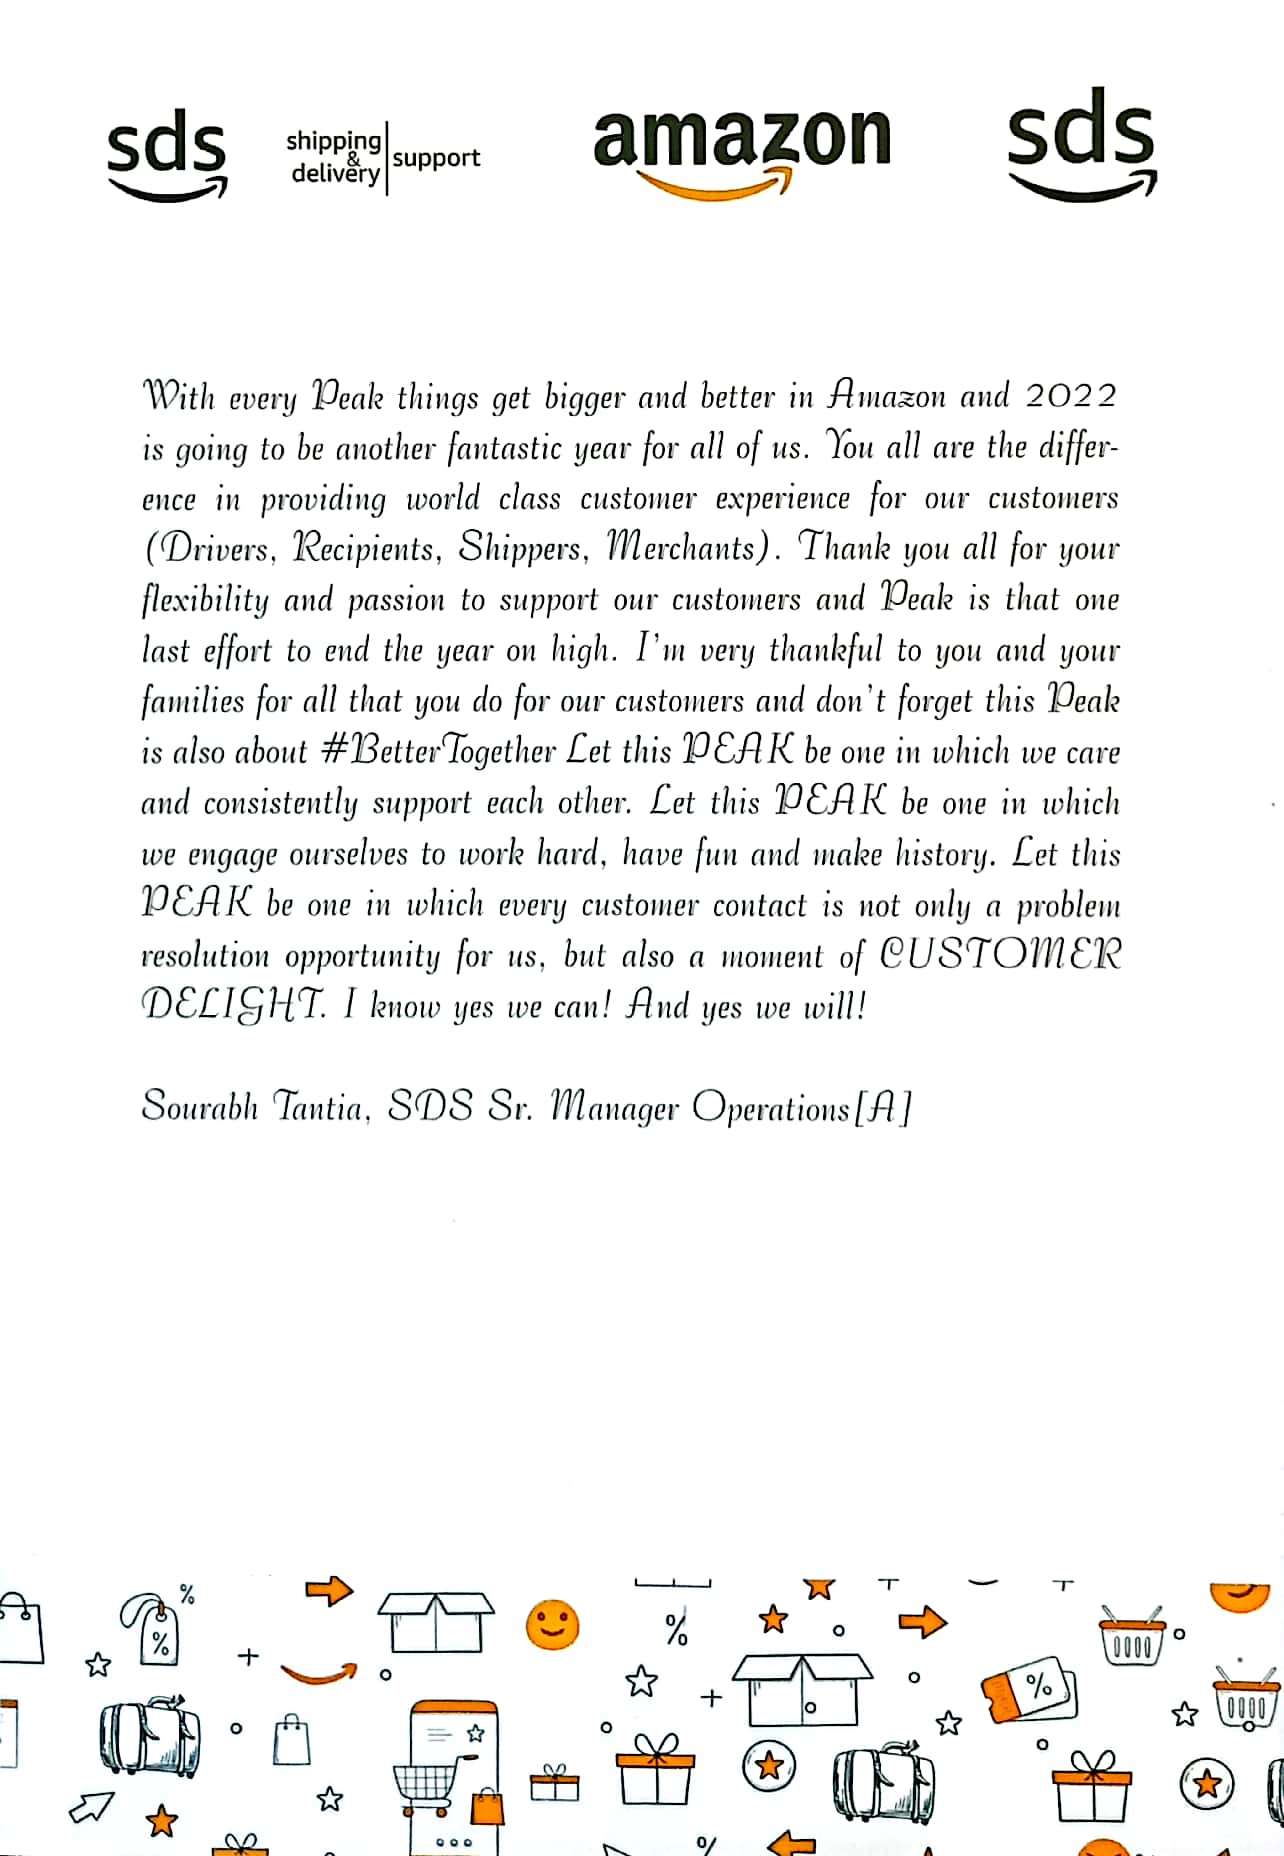 sds
shipping
&
delivery
support
amazon
sds
With every Peak things get bigger and better in Amazon and 2022
is going to be another fantastic year for all of us. You all are the differ-
ence in providing world class customer experience for our customers
(Drivers, Recipients, Shippers, Merchants). Thank you all for your
flexibility and passion to support our customers and Peak is that one
last effort to end the year on high. I'm very thankful to you and your
families for all that you do for our customers and don't forget this Peak
is also about #BetterTogether Let this PEAK be one in which we care
and consistently support each other. Let this PEAK be one in which
we engage ourselves to work hard, have fun and make history. Let this
PEAK be one in which every customer contact is not only a problem
resolution opportunity for us, but also a moment of CUSTOMER
DELIGHT. I know yes we can! And yes we will!
Sourabh Tantia, SDS Sr. Manager Operations[A]
%
%
%
%
%